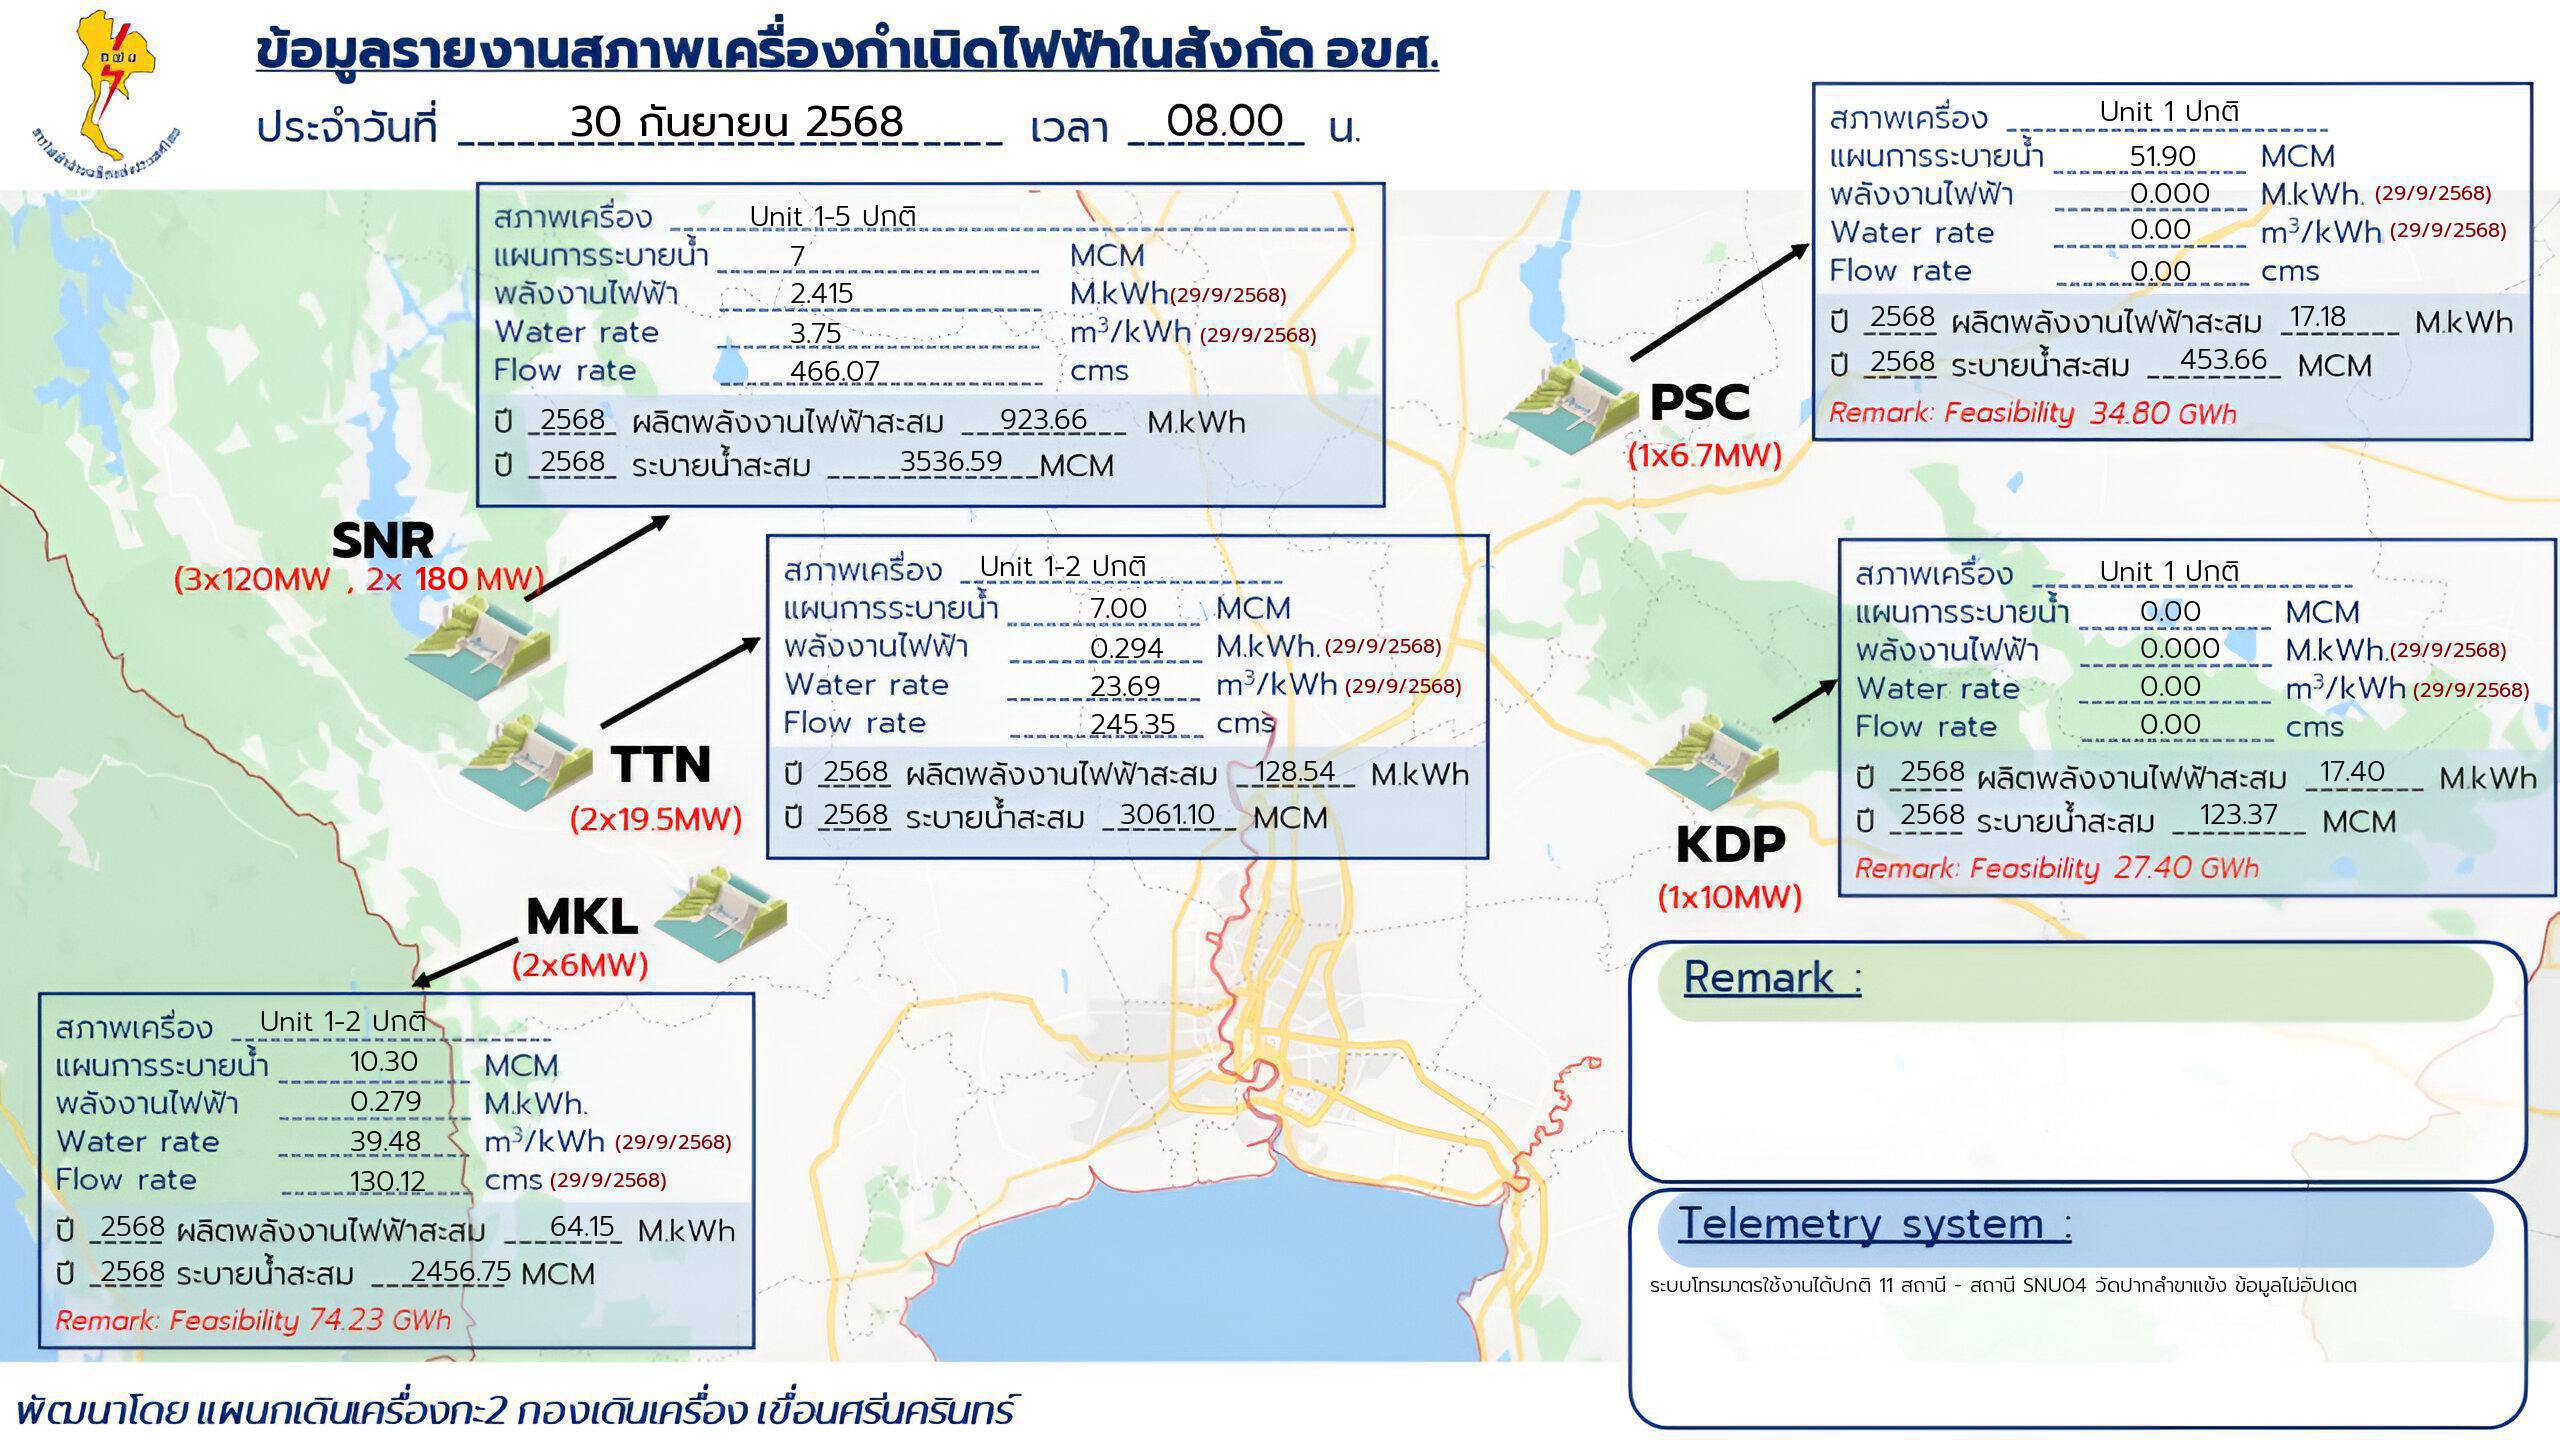 กฟผ
ข้อมูลรายงานสภาพเครื่องกำเนิดไฟฟ้าในสังกัด อขศ.
ประจำวันที่ 30 กันยายน 2568 เวลา 08.00 น.
สภาพเครื่อง Unit 1-5 ปกติ
แผนการระบายน้ำ 7 MCM
พลังงานไฟฟ้า 2.415 M.kWh(29/9/2568)
Water rate 3.75 m³/kWh (29/9/2568)
Flow rate 466.07 cms
ปี 2568 ผลิตพลังงานไฟฟ้าสะสม 923.66 M.kWh
ปี 2568 ระบายน้ำสะสม 3536.59 MCM
SNR
(3x120MW , 2x 180 MW)
สภาพเครื่อง Unit 1-2 ปกติ
แผนการระบายน้ำ 7.00 MCM
พลังงานไฟฟ้า 0.294 M.kWh. (29/9/2568)
Water rate 23.69 m³/kWh (29/9/2568)
Flow rate 245.35 cms
ปี 2568 ผลิตพลังงานไฟฟ้าสะสม 128.54 M.kWh
ปี 2568 ระบายน้ำสะสม 3061.10 MCM
TTN
(2x19.5MW)
MKL
(2x6MW)
สภาพเครื่อง Unit 1-2 ปกติ
แผนการระบายน้ำ 10.30 MCM
พลังงานไฟฟ้า 0.279 M.kWh.
Water rate 39.48 m³/kWh (29/9/2568)
Flow rate 130.12 cms (29/9/2568)
ปี 2568 ผลิตพลังงานไฟฟ้าสะสม 64.15 M.kWh
ปี 2568 ระบายน้ำสะสม 2456.75 MCM
Remark: Feasibility 74.23 GWh
สภาพเครื่อง Unit 1 ปกติ
แผนการระบายน้ำ 51.90 MCM
พลังงานไฟฟ้า 0.000 M.kWh. (29/9/2568)
Water rate 0.00 m³/kWh (29/9/2568)
Flow rate 0.00 cms
ปี 2568 ผลิตพลังงานไฟฟ้าสะสม 17.18 M.kWh
ปี 2568 ระบายน้ำสะสม 453.66 MCM
Remark: Feasibility 34.80 GWh
PSC
(1x6.7MW)
สภาพเครื่อง Unit 1 ปกติ
แผนการระบายน้ำ 0.00 MCM
พลังงานไฟฟ้า 0.000 M.kWh.(29/9/2568)
Water rate 0.00 m³/kWh (29/9/2568)
Flow rate 0.00 cms
ปี 2568 ผลิตพลังงานไฟฟ้าสะสม 17.40 M.kWh
ปี 2568 ระบายน้ำสะสม 123.37 MCM
Remark: Feasibility 27.40 GWh
KDP
(1x10MW)
Remark :
Telemetry system :
ระบบโทรมาตรใช้งานได้ปกติ 11 สถานี - สถานี SNU04 วัดปากลำขาแข้ง ข้อมูลไม่อัปเดต
พัฒนาโดย แผนกเดินเครื่องกะ2 กองเดินเครื่อง เขื่อนศรีนครินทร์